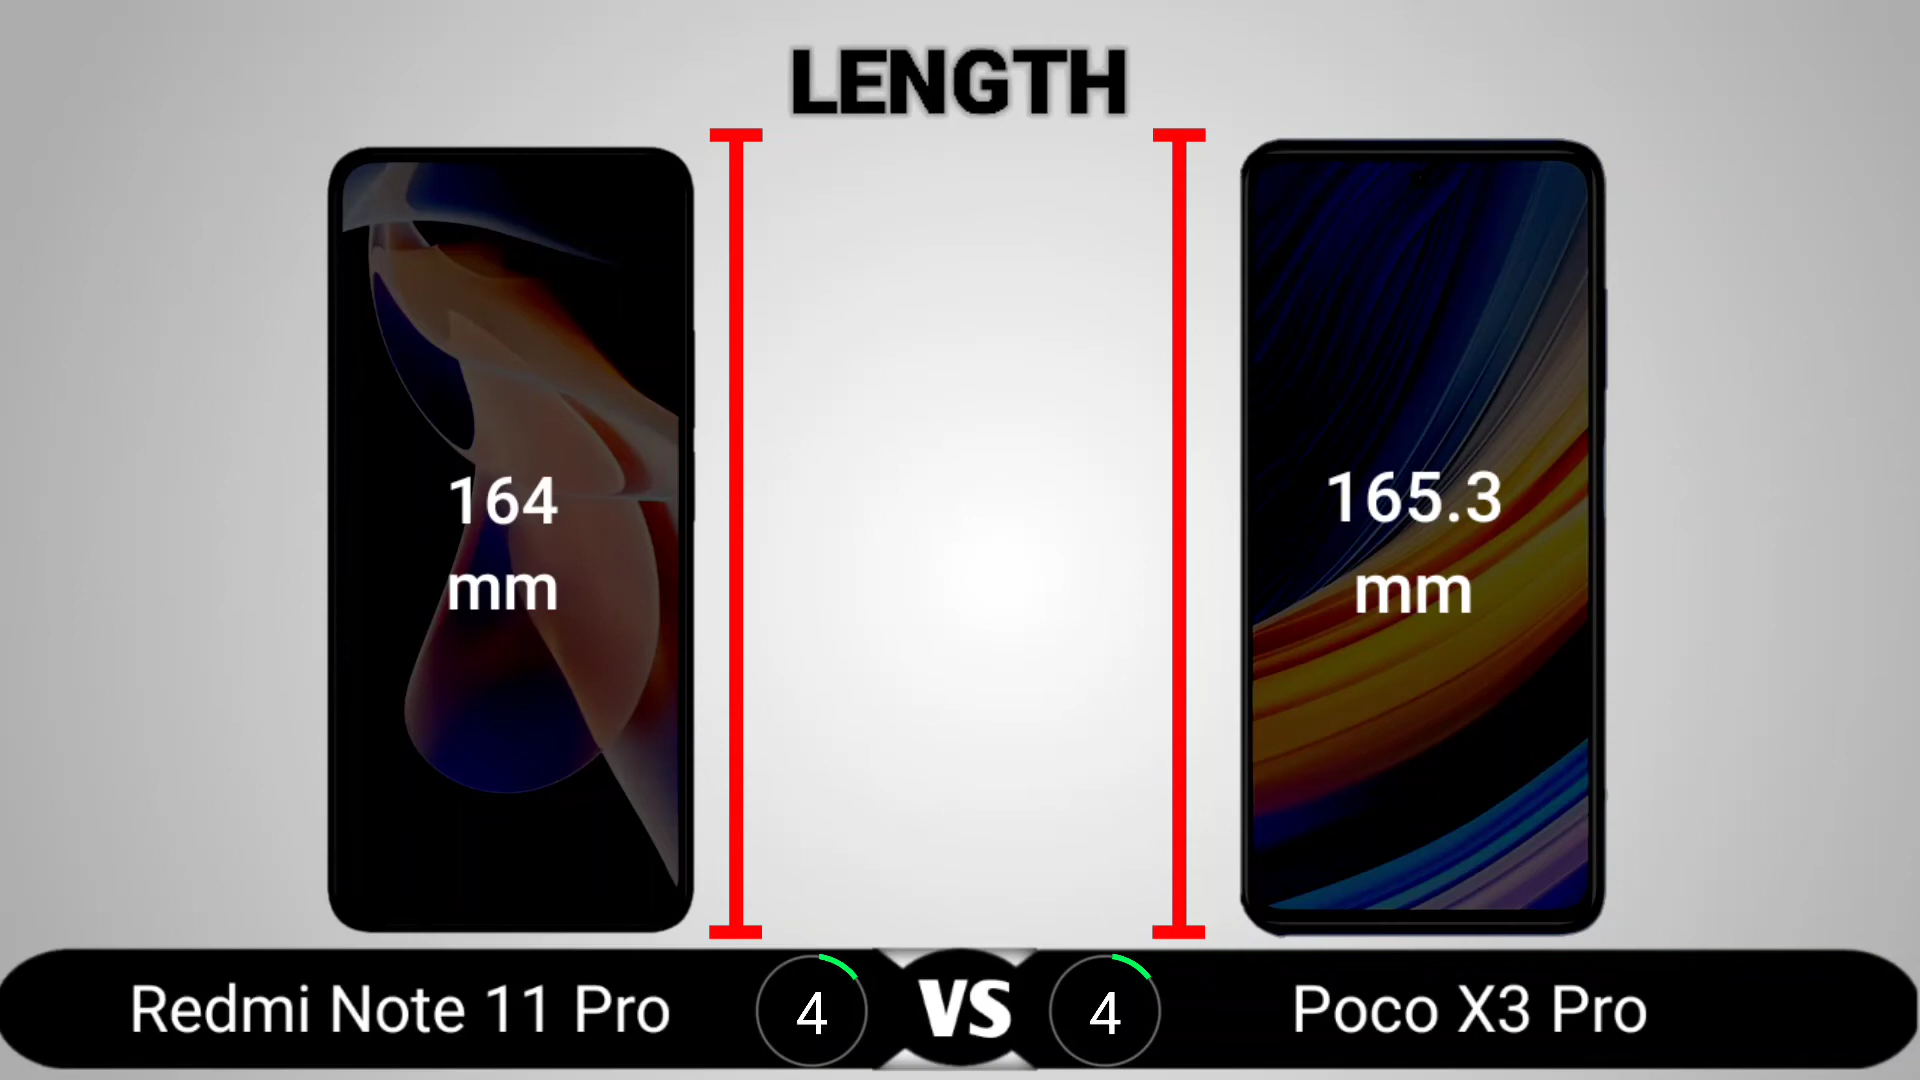 LENGTH
164
mm
165.3
mm
Redmi Note 11 Pro
4
VS
4
Poco X3 Pro